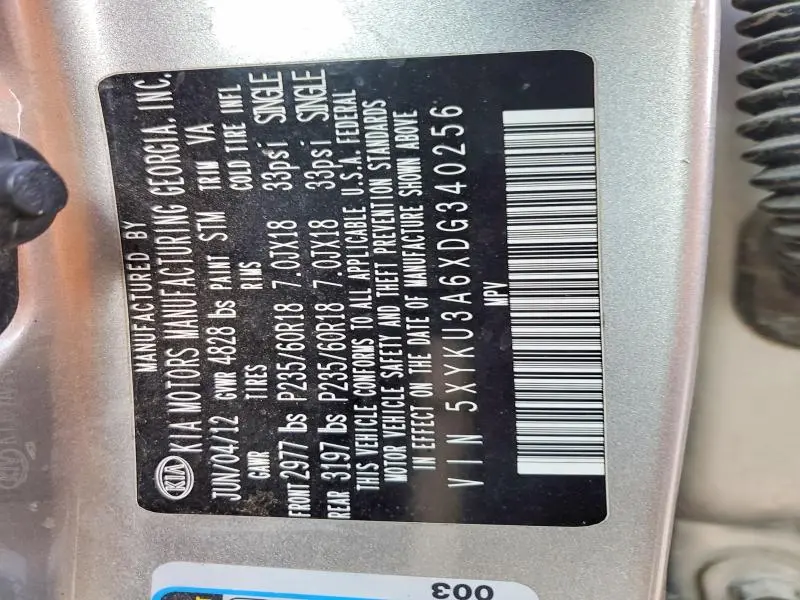 MANUFACTURED BY
KIA KIA MOTORS MANUFACTURING GEORGIA, INC.
JUN/04/12 GVWR 4828 lbs PAINT STM TRIM VA
GAWR TIRES RIMS COLD TIRE INFL
FRONT 2977 lbs P235/60R18 7.0JX18 33psi SINGLE
REAR 3197 lbs P235/60R18 7.0JX18 33psi SINGLE
THIS VEHICLE CONFORMS TO ALL APPLICABLE U.S.A. FEDERAL
MOTOR VEHICLE SAFETY AND THEFT PREVENTION STANDARDS
IN EFFECT ON THE DATE OF MANUFACTURE SHOWN ABOVE
VIN 5XYKU3A6XDG340256
MPV
003